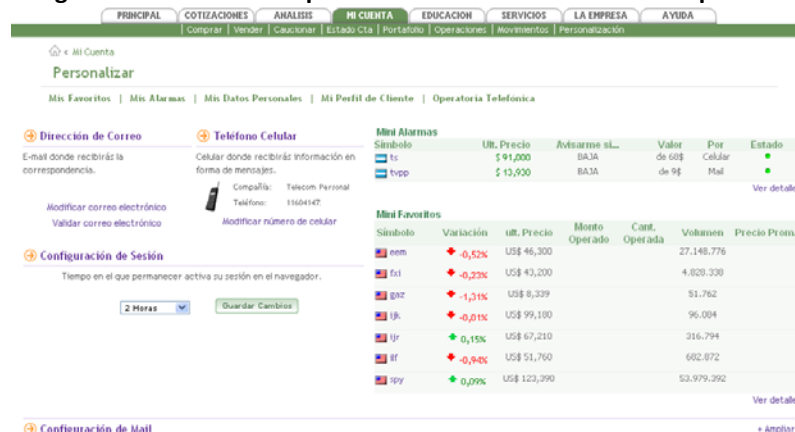 PRINCIPAL COTIZACIONES ANALISIS MI CUENTA EDUCACION SERVICIOS LA EMPRESA AYUDA
| Comprar | Vender | Caucionar | Estado Cta | Portafolio | Operaciones | Movimientos | Personalización
« Mi Cuenta
Personalizar
Mis Favoritos | Mis Alarmas | Mis Datos Personales | Mi Perfil de Cliente | Operatoria Telefónica
Dirección de Correo
E-mail donde recibirás la
correspondencia.
Modificar correo electrónico
Validar correo electrónico
Teléfono Celular
Celular donde recibirás información en
forma de mensajes.
Compañía: Telecom Personal
Teléfono: 11604147:
Modificar número de celular
Configuración de Sesión
Tiempo en el que permanecer activa su sesión en el navegador.
2 Horas Guardar Cambios
Mini Alarmas
Símbolo Ult. Precio Avisarme si... Valor Por Estado
ts $ 91,000 BAJA de 68$ Celular
tvpp $ 13,930 BAJA de 9$ Mail
Ver detalle
Mini Favoritos
Símbolo Variación ult. Precio Monto Operado Cant. Operada Volumen Precio Prom.
eem -0,52% US$ 46,300 27.148.776
fxi -0,23% US$ 43,200 4.828.338
gaz -1,31% US$ 8,339 51.762
ijk -0,01% US$ 99,180 96.084
ijr 0,15% US$ 67,210 316.794
ilf -0,94% US$ 51,760 682.872
spy 0,09% US$ 123,390 53.979.392
Ver detalle
Configuración de Mail + Ampliar